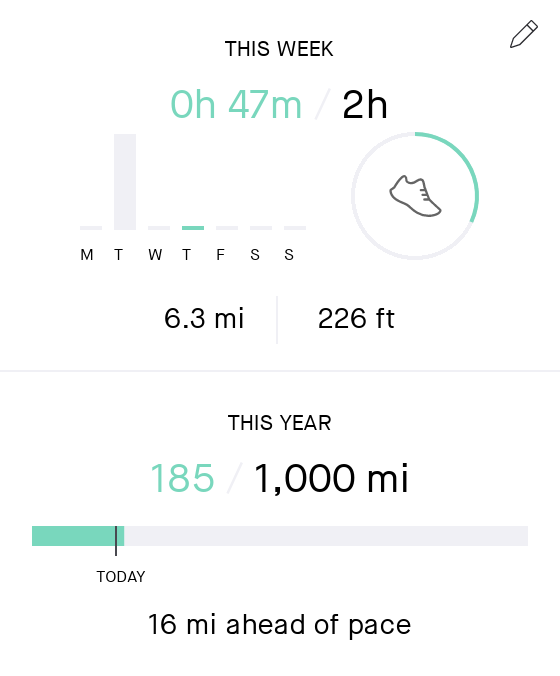 THIS WEEK
0h 47m / 2h
M T W T F S S
6.3 mi 226 ft
THIS YEAR
185 / 1,000 mi
TODAY
16 mi ahead of pace